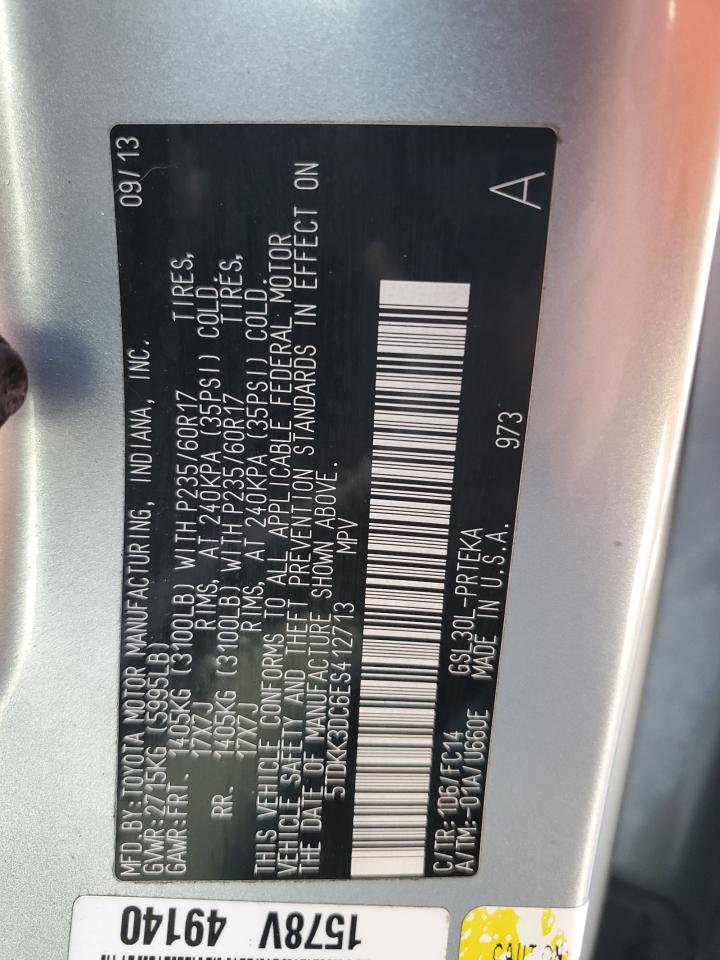 MFD. BY:TOYOTA MOTOR MANUFACTURING, INDIANA, INC. 09/13
GVWR:2715KG (5995LB)
GAWR:FRT. 1405KG (3100LB) WITH P235/60R17 TIRES,
17X7J RIMS, AT 240KPA (35PSI) COLD.
RR. 1405KG (3100LB) WITH P235/60R17 TIRES,
17X7J RIMS, AT 240KPA (35PSI) COLD.
THIS VEHICLE CONFORMS TO ALL APPLICABLE FEDERAL MOTOR
VEHICLE SAFETY AND THEFT PREVENTION STANDARDS IN EFFECT ON
THE DATE OF MANUFACTURE SHOWN ABOVE.
5TDKK3DC6ES412713 MPV
C/TR:1D6/FC14 GSL30L-PRTEKA
A/TM:-01A/U660E MADE IN U.S.A. 973 A
1578V 49140